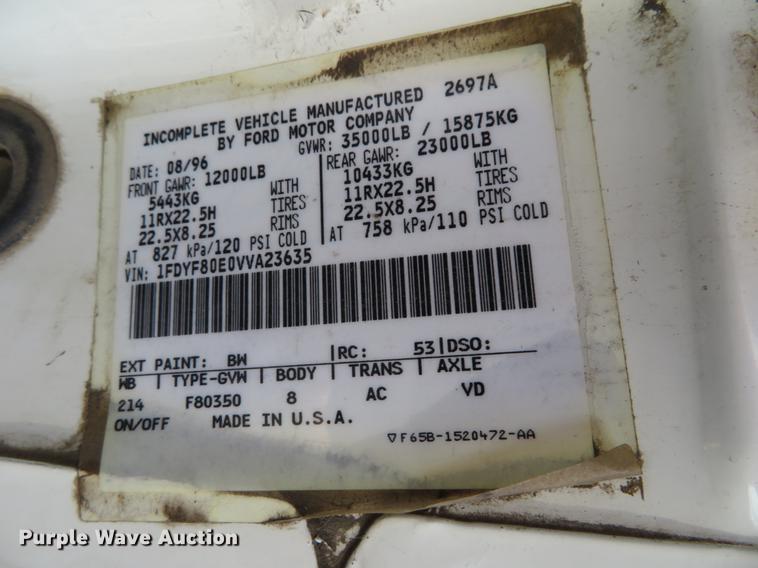 INCOMPLETE VEHICLE MANUFACTURED 2697A
BY FORD MOTOR COMPANY
DATE: 08/96 GVWR: 35000LB / 15875KG
FRONT GAWR: 12000LB REAR GAWR: 23000LB
5443KG WITH 10433KG WITH
11RX22.5H TIRES 11RX22.5H TIRES
22.5X8.25 RIMS 22.5X8.25 RIMS
AT 827 kPa/120 PSI COLD AT 758 kPa/110 PSI COLD
VIN: 1FDYF80E0VVA23635
EXT PAINT: BW |RC: 53|DSO:
WB | TYPE-GVW | BODY | TRANS | AXLE
214 F80350 8 AC VD
ON/OFF MADE IN U.S.A.
▽F65B-1520472-AA
Purple Wave Auction